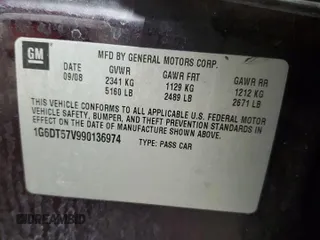 GM
MFD BY GENERAL MOTORS CORP.
DATE GVWR GAWR FRT GAWR RR
09/08 2341 KG 1129 KG 1212 KG
5160 LB 2489 LB 2671 LB
THIS VEHICLE CONFORMS TO ALL APPLICABLE U.S. FEDERAL MOTOR
VEHICLE SAFETY, BUMPER, AND THEFT PREVENTION STANDARDS IN
EFFECT ON THE DATE OF MANUFACTURE SHOWN ABOVE.
1G6DT57V990136974 TYPE: PASS CAR